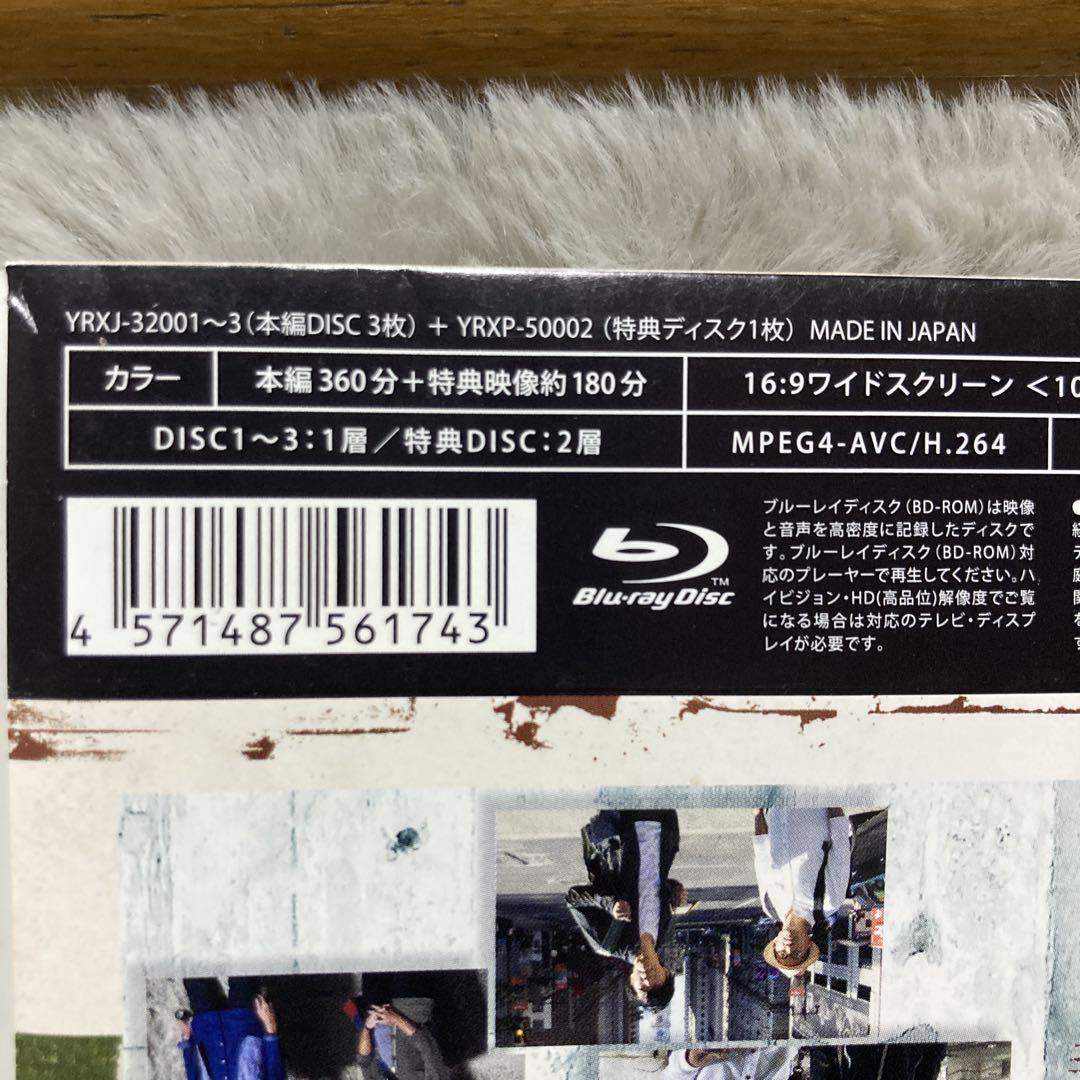 YRXJ-32001～3（本編DISC 3枚）＋ YRXP-50002（特典ディスク1枚） MADE IN JAPAN
カラー 本編360分＋特典映像約180分 16:9ワイドスクリーン ＜10
DISC1～3：1層／特典DISC：2層 MPEG4-AVC/H.264
4 571487 561743
Blu-ray Disc TM
ブルーレイディスク（BD-ROM）は映像
と音声を高密度に記録したディスクで
す。ブルーレイディスク（BD-ROM）対
応のプレーヤーで再生してください。ハ
イビジョン・HD(高品位)解像度でご覧
になる場合は対応のテレビ・ディスプ
レイが必要です。